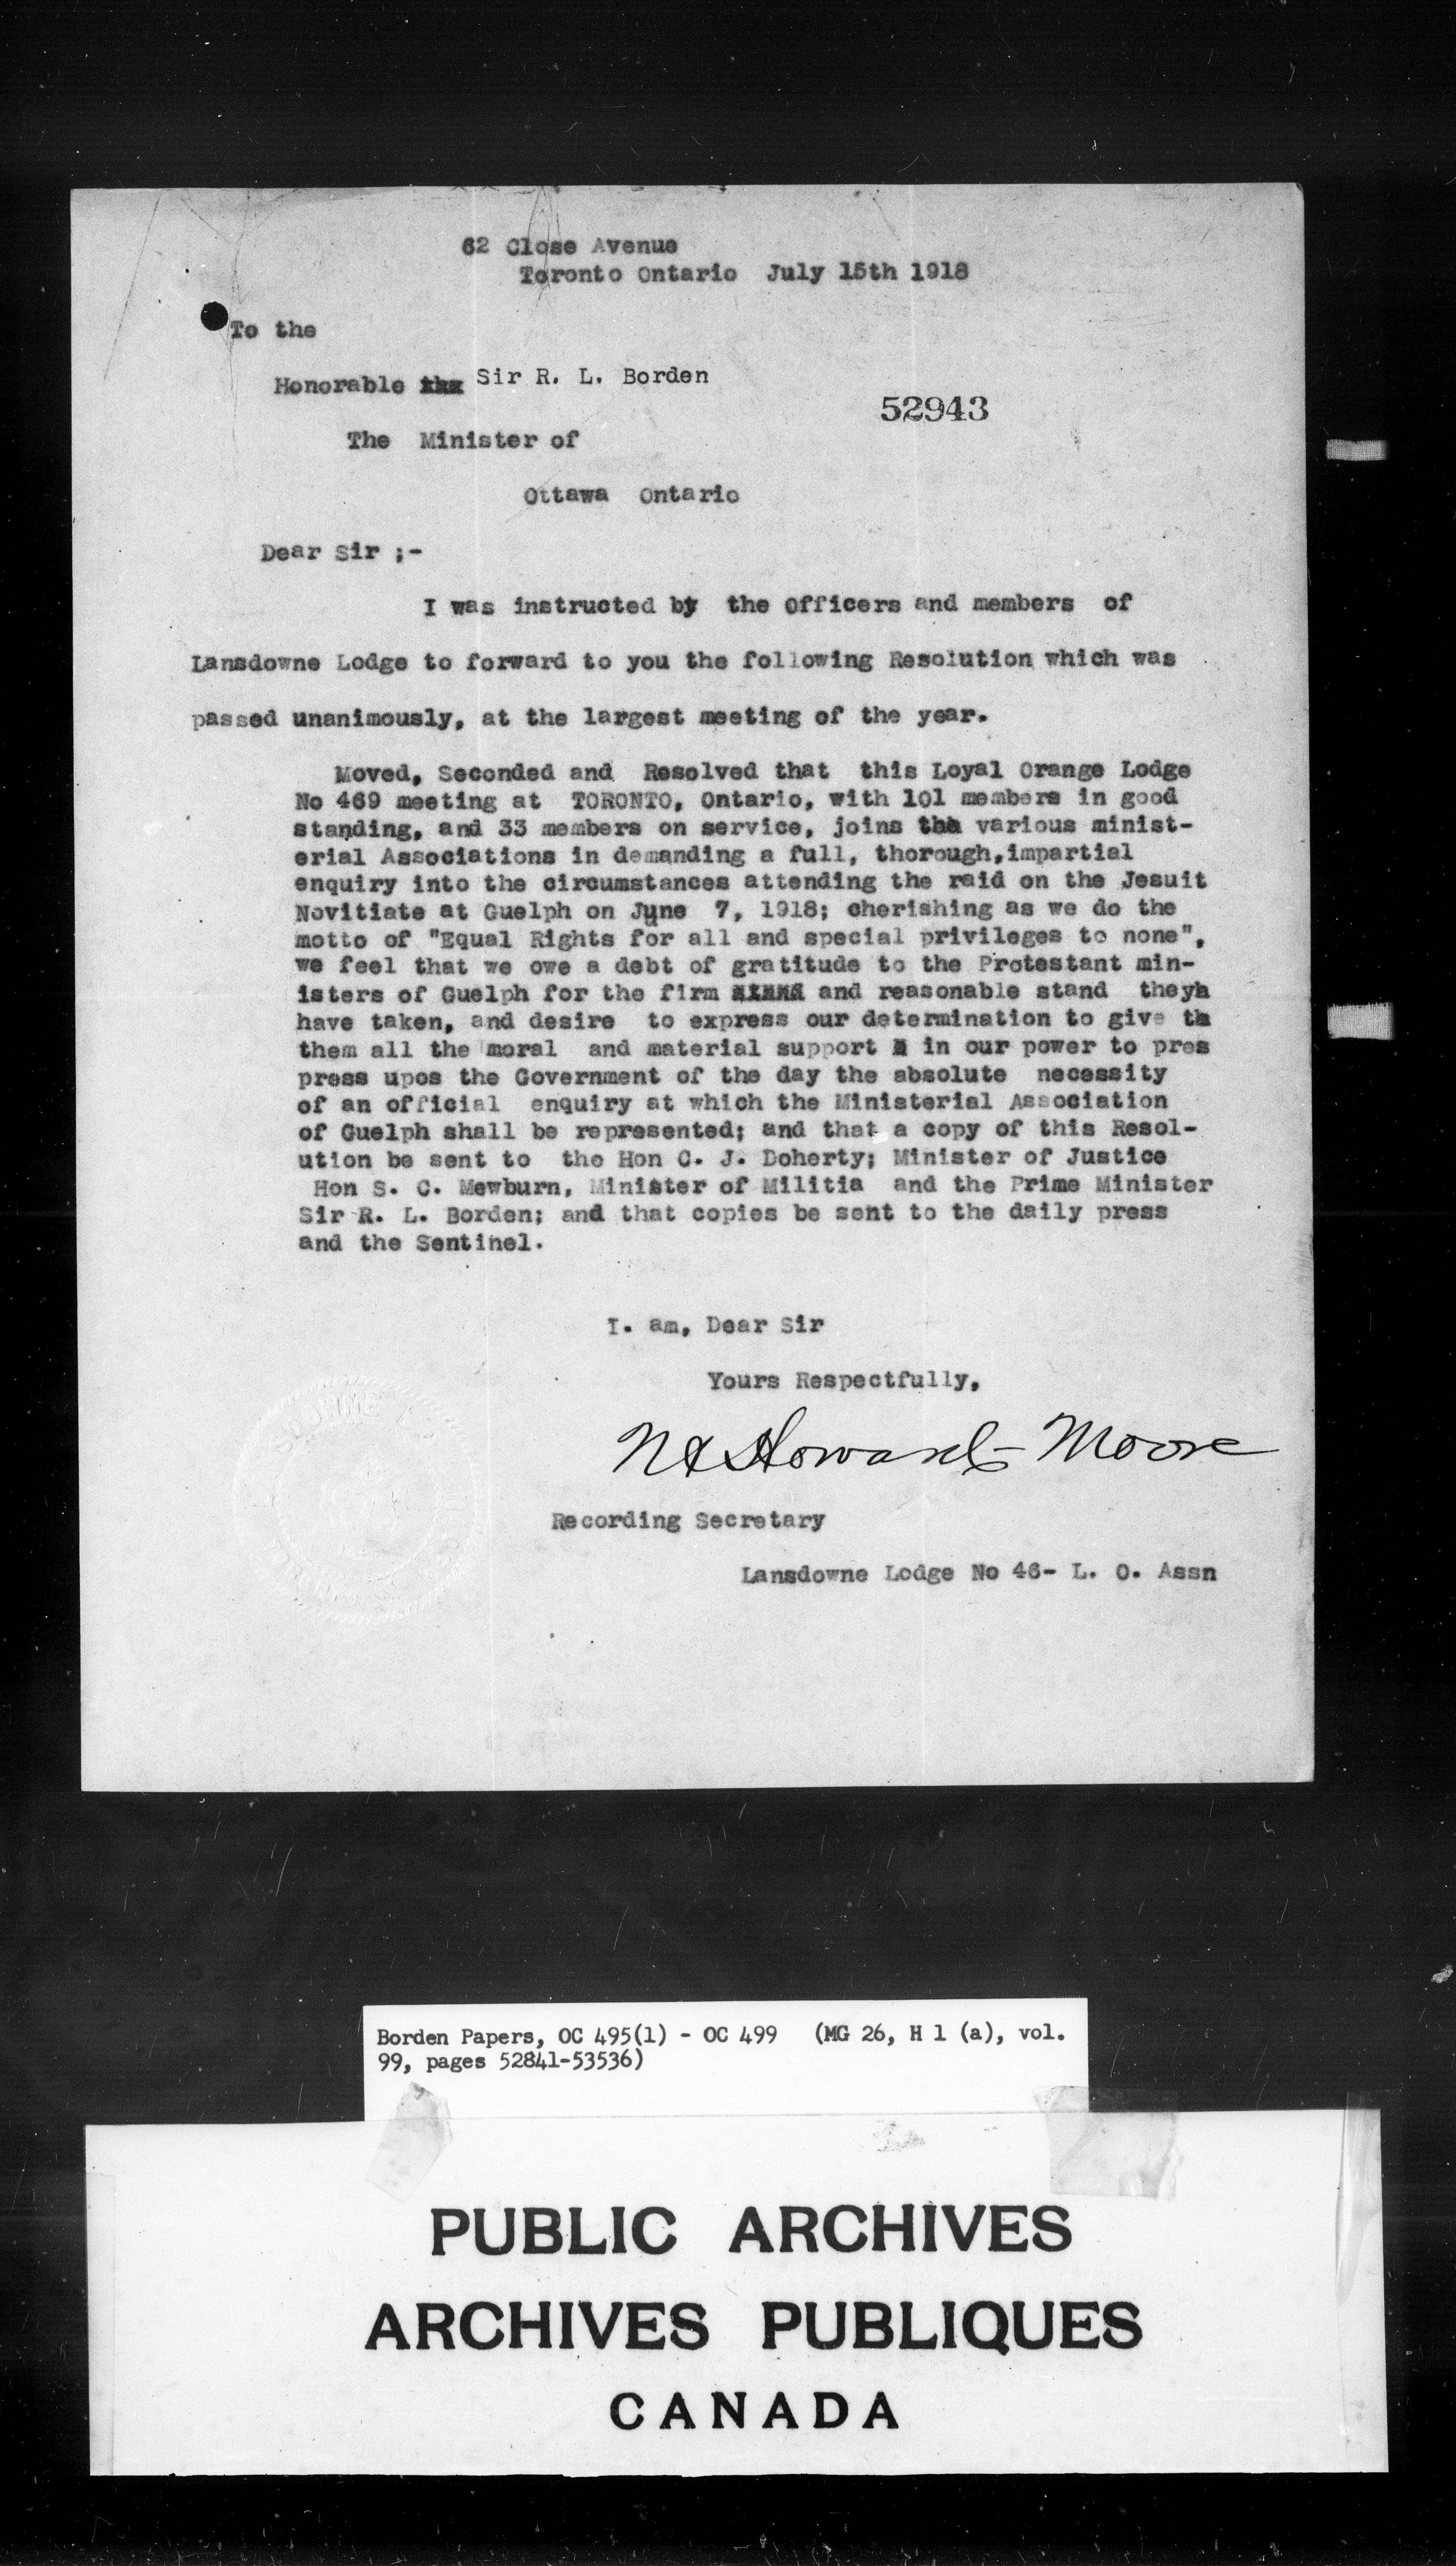 62 Close Avenue
Toronto Ontario July 15th 1918
To the
Honorable Sir R. L. Borden
52943
The Minister of
Ottawa Ontario
Dear Sir ;-
I was instructed by the Officers and members of
Lansdowne Lodge to forward to you the following Resolution which was
passed unanimously, at the largest meeting of the year.
Moved, Seconded and Resolved that this Loyal Orange Lodge
No 469 meeting at TORONTO, Ontario, with 101 members in good
standing, and 33 members on service, joins the various minist-
erial Associations in demanding a full, thorough,impartial
enquiry into the circumstances attending the raid on the Jesuit
Novitiate at Guelph on June 7, 1918; cherishing as we do the
motto of "Equal Rights for all and special privileges to none",
we feel that we owe a debt of gratitude to the Protestant min-
isters of Guelph for the firm and reasonable stand theyh
have taken, and desire to express our determination to give th
them all the moral and material support in our power to pres
press upos the Government of the day the absolute necessity
of an official enquiry at which the Ministerial Association
of Guelph shall be represented; and that a copy of this Resol-
ution be sent to the Hon C. J. Doherty; Minister of Justice
Hon S. C. Mewburn, Minister of Militia and the Prime Minister
Sir R. L. Borden; and that copies be sent to the daily press
and the Sentinel.
I. am, Dear Sir
Yours Respectfully,
Howard Moore
Recording Secretary
Lansdowne Lodge No 46- L. O. Assn
Borden Papers, OC 495(1) - OC 499 (MG 26, H 1 (a), vol.
99, pages 52841-53536)
PUBLIC ARCHIVES
ARCHIVES PUBLIQUES
CANADA